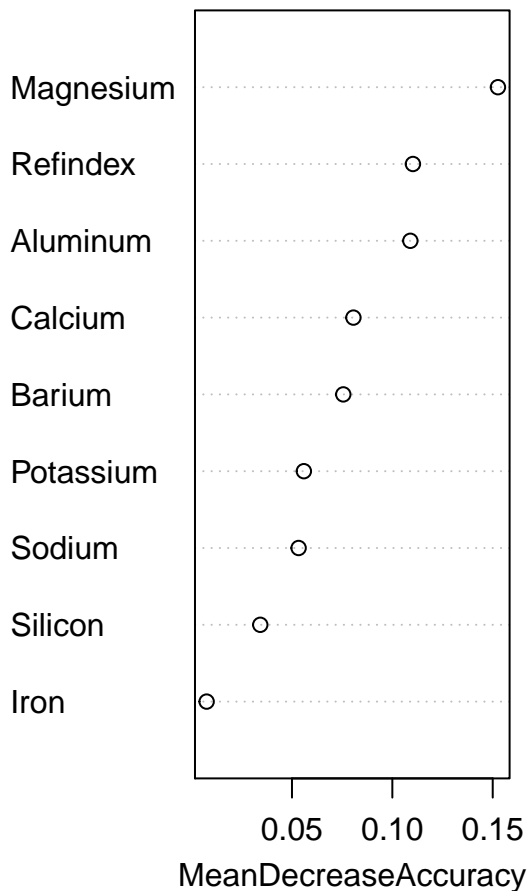 Magnesium
Refindex
Aluminum
Calcium
Barium
Potassium
Sodium
Silicon
Iron
0.05 0.10 0.15
MeanDecreaseAccuracy